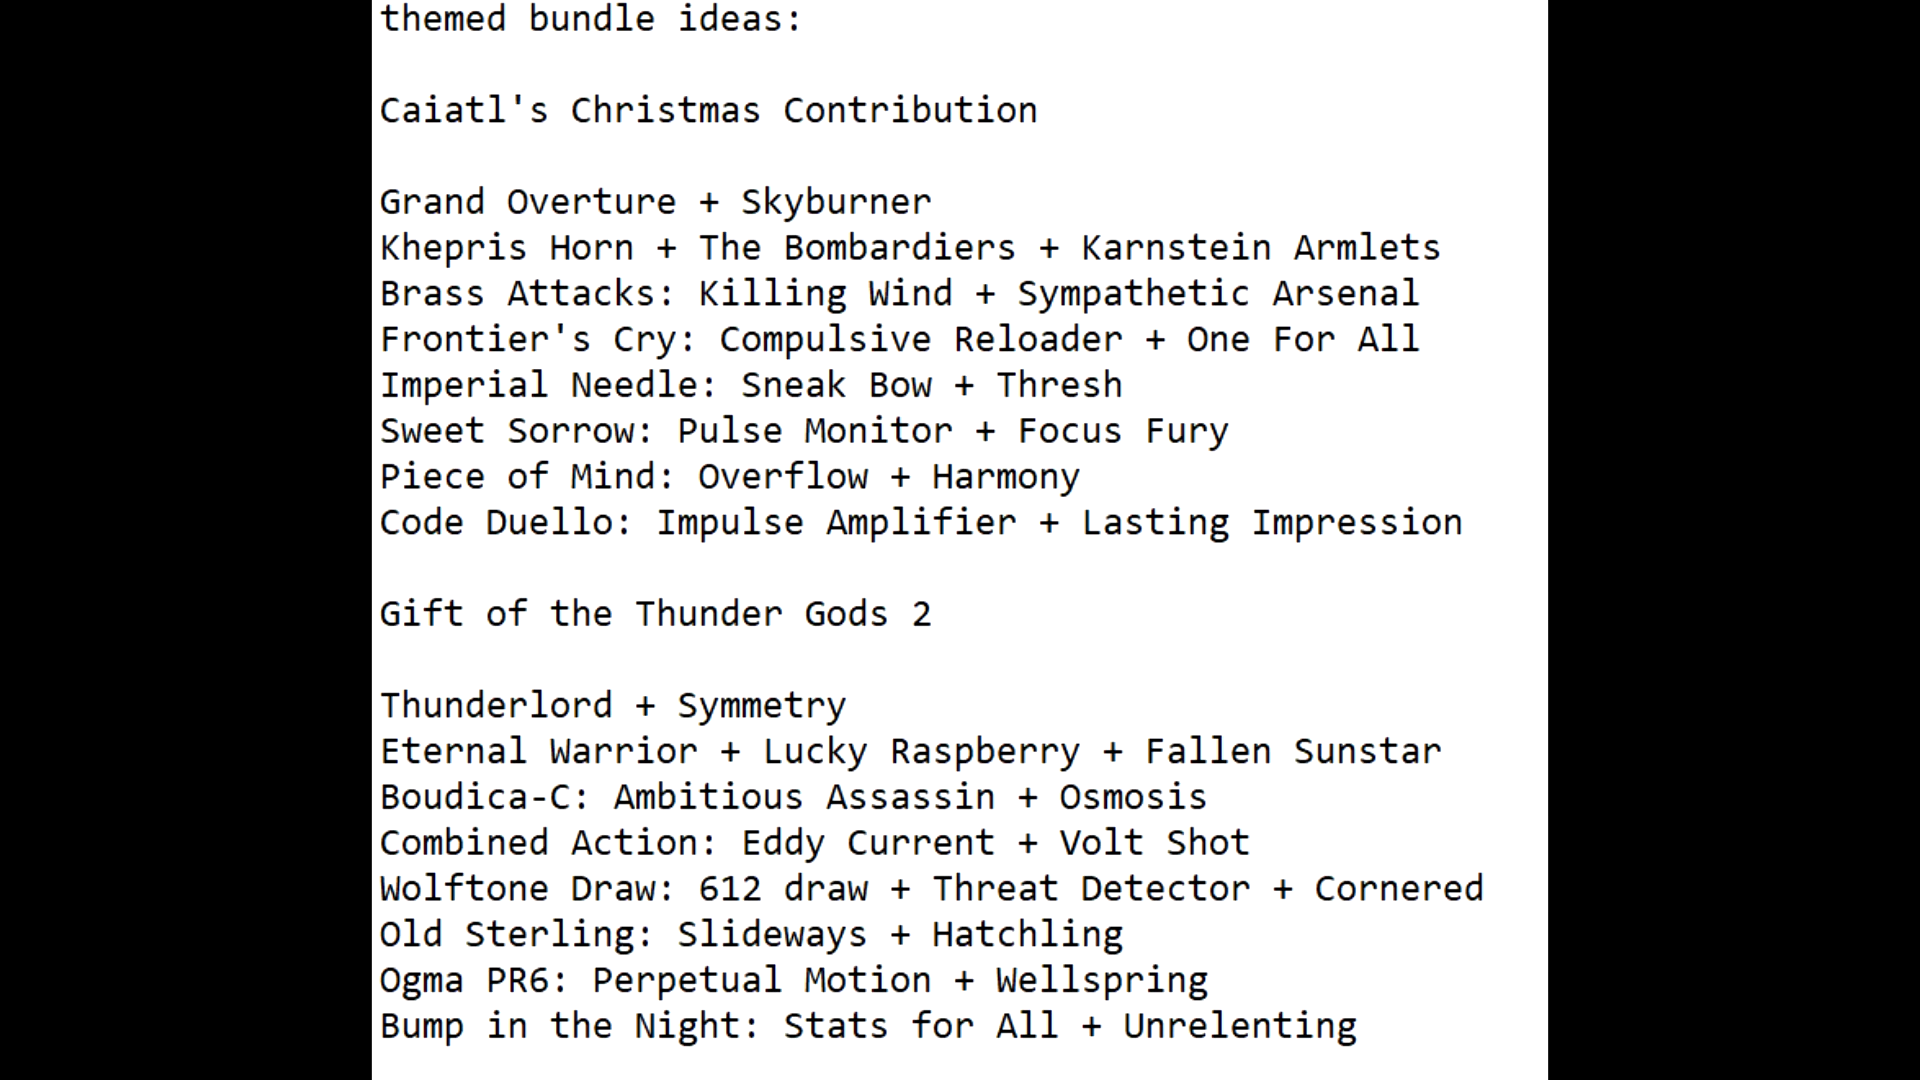 themed bundle ideas:
Caiatl's Christmas Contribution
Grand Overture + Skyburner
Khepris Horn + The Bombardiers + Karnstein Armlets
Brass Attacks: Killing Wind + Sympathetic Arsenal
Frontier's Cry: Compulsive Reloader + One For All
Imperial Needle: Sneak Bow + Thresh
Sweet Sorrow: Pulse Monitor + Focus Fury
Piece of Mind: Overflow + Harmony
Code Duello: Impulse Amplifier + Lasting Impression
Gift of the Thunder Gods 2
Thunderlord + Symmetry
Eternal Warrior + Lucky Raspberry + Fallen Sunstar
Boudica-C: Ambitious Assassin + Osmosis
Combined Action: Eddy Current + Volt Shot
Wolftone Draw: 612 draw + Threat Detector + Cornered
Old Sterling: Slideways + Hatchling
Ogma PR6: Perpetual Motion + Wellspring
Bump in the Night: Stats for All + Unrelenting